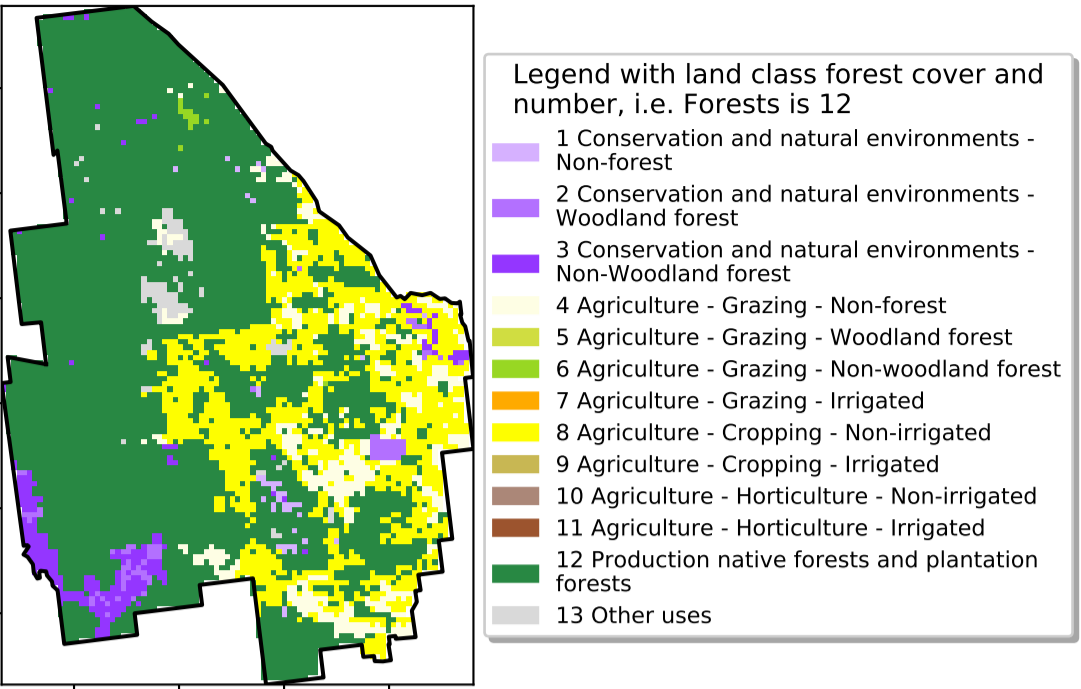 Legend with land class forest cover and
number, i.e. Forests is 12
1 Conservation and natural environments -
Non-forest
2 Conservation and natural environments -
Woodland forest
3 Conservation and natural environments -
Non-Woodland forest
4 Agriculture - Grazing - Non-forest
5 Agriculture - Grazing - Woodland forest
6 Agriculture - Grazing - Non-woodland forest
7 Agriculture - Grazing - Irrigated
8 Agriculture - Cropping - Non-irrigated
9 Agriculture - Cropping - Irrigated
10 Agriculture - Horticulture - Non-irrigated
11 Agriculture - Horticulture - Irrigated
12 Production native forests and plantation
forests
13 Other uses